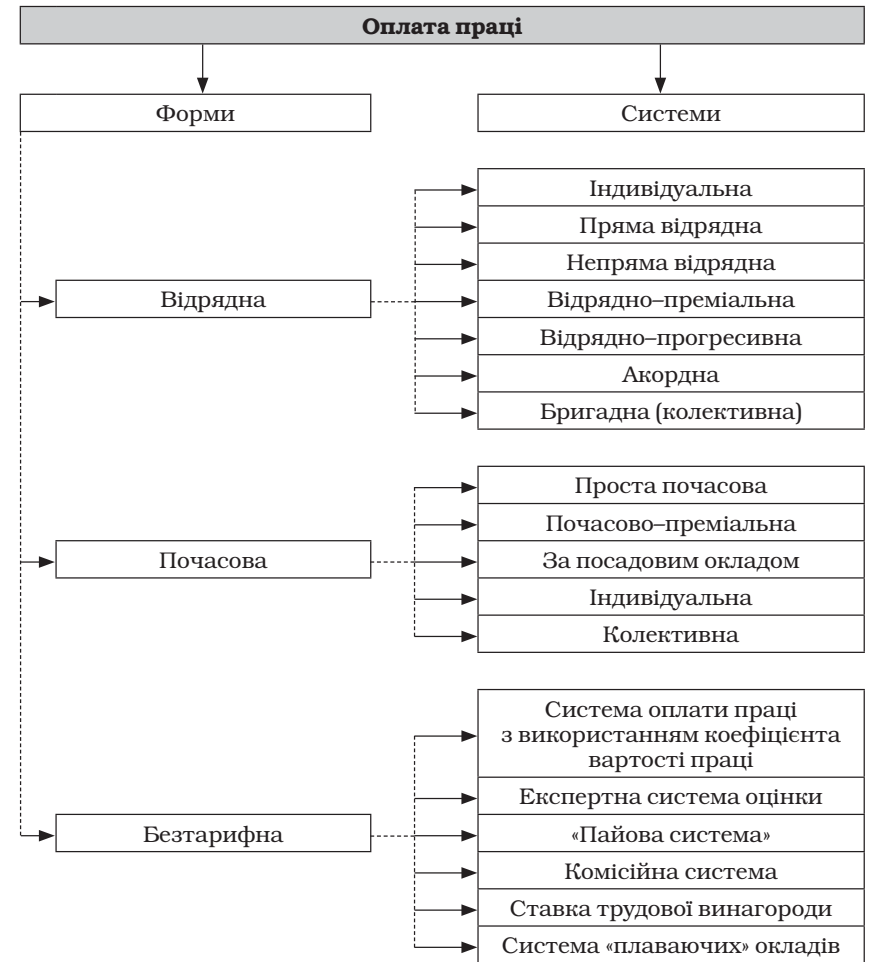 Оплата праці
Форми
Системи
Відрядна
Індивідуальна
Пряма відрядна
Непряма відрядна
Відрядно–преміальна
Відрядно–прогресивна
Акордна
Бригадна (колективна)
Почасова
Проста почасова
Почасово–преміальна
За посадовим окладом
Індивідуальна
Колективна
Безтарифна
Система оплати праці
з використанням коефіцієнта
вартості праці
Експертна система оцінки
«Пайова система»
Комісійна система
Ставка трудової винагороди
Система «плаваючих» окладів